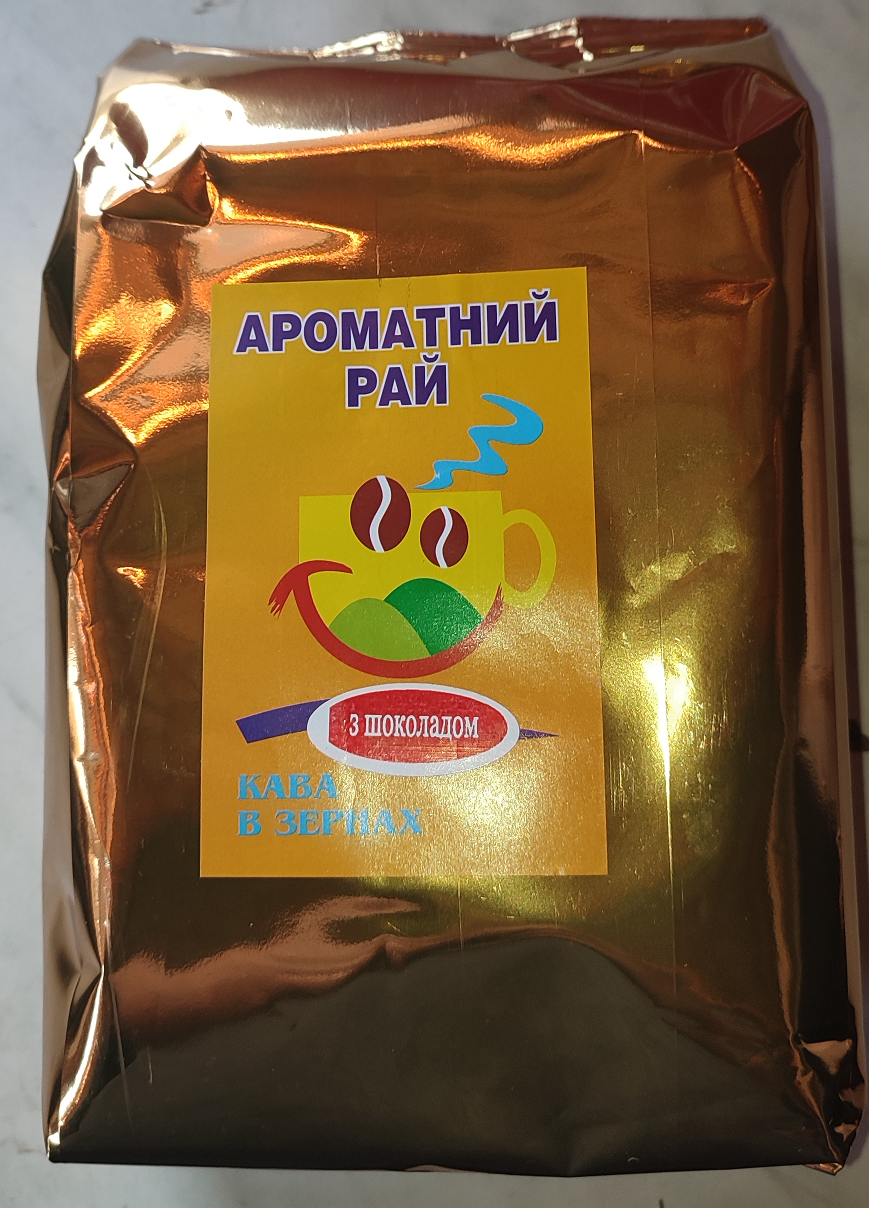 АРОМАТНИЙ
РАЙ
З ШОКОЛАДОМ
КАВА
В ЗЕРНАХ